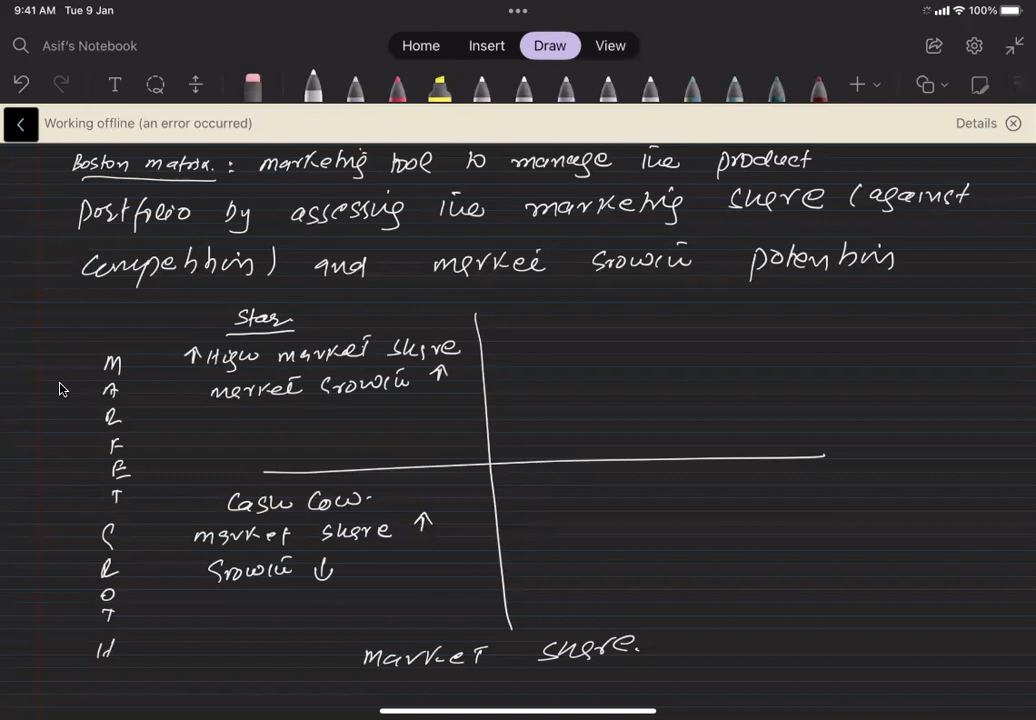 9:41 AM Tue 9 Jan
100%
Asif's Notebook
Home Insert Draw View
Working offline (an error occurred)
Details
Boston matrix. : marketing tool to manage the product
Portfolio by assessing the marketing share (against
Competition) and market growth potential
Star
↑ High market share
market Growth ↑
Cash Cow.
market share ↑
Growth ↓
MARKET GROTH
market share.